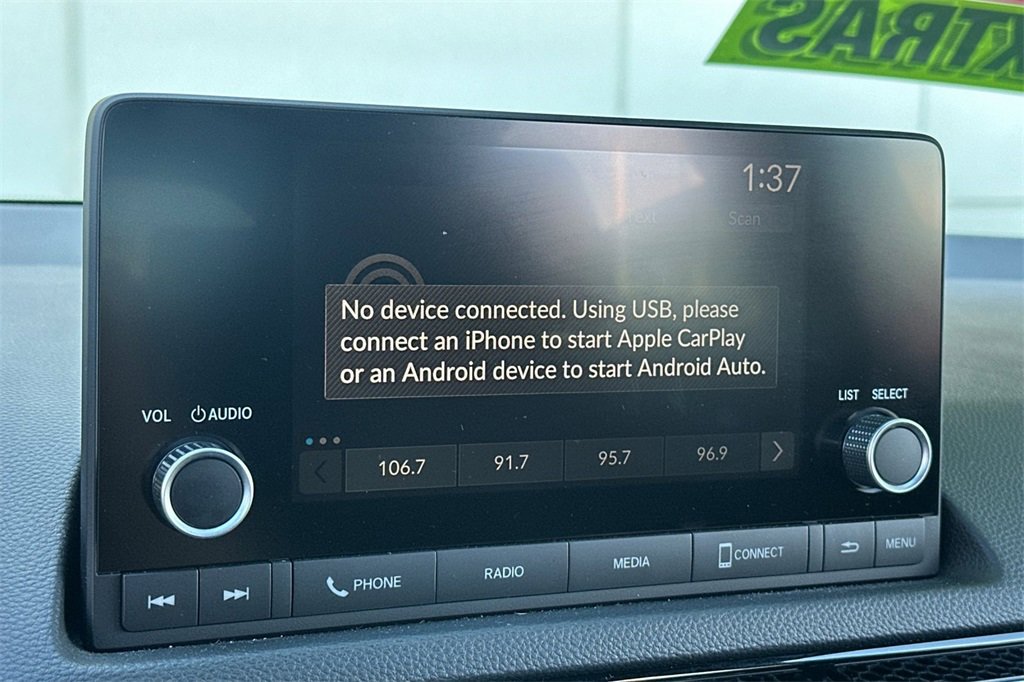 XTRAS
1:37
Text
Scan
No device connected. Using USB, please
connect an iPhone to start Apple CarPlay
or an Android device to start Android Auto.
VOL AUDIO
LIST SELECT
106.7 91.7 95.7 96.9
PHONE RADIO MEDIA CONNECT MENU